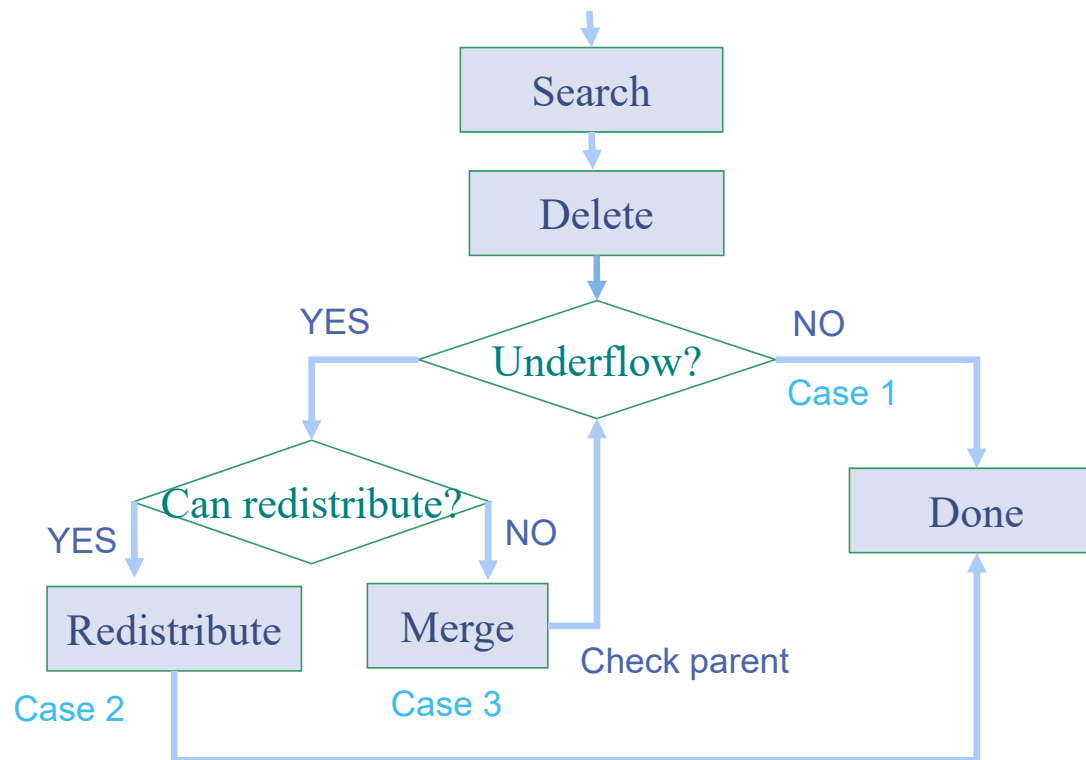 Search
Delete
YES
NO
Underflow?
Case 1
Can redistribute?
Done
YES
NO
Redistribute
Merge
Check parent
Case 2
Case 3